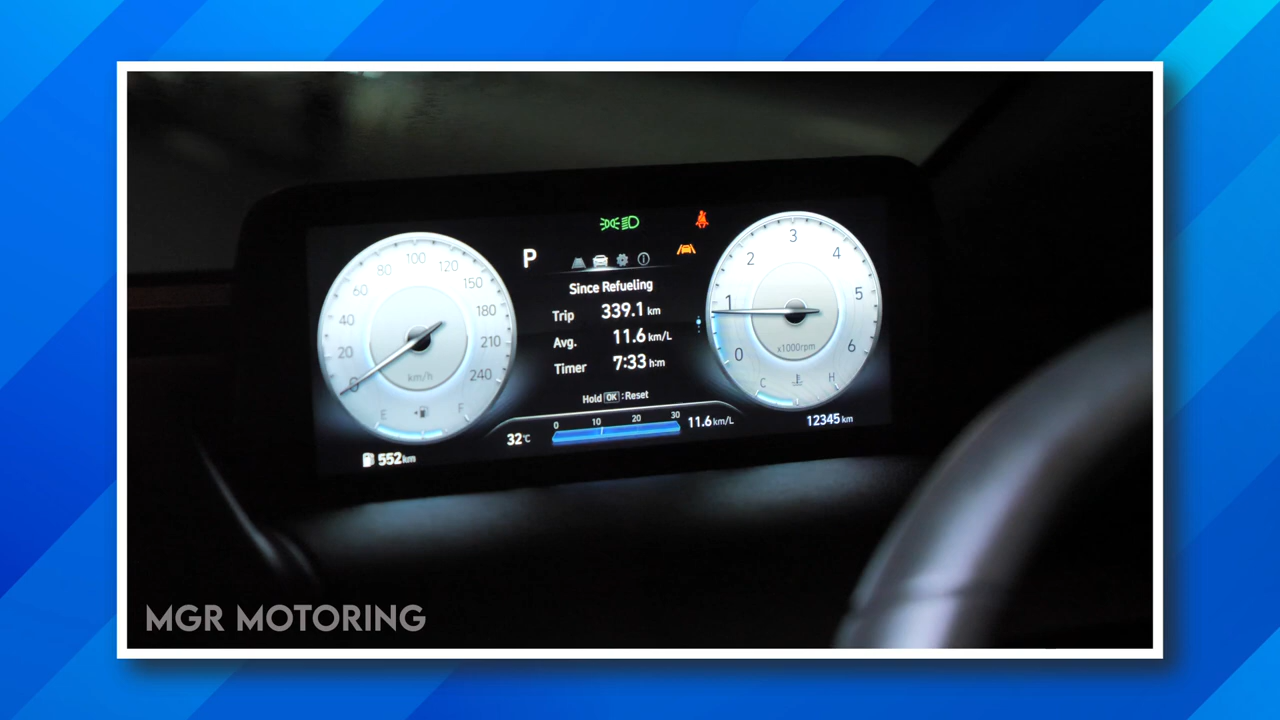 P
Since Refueling
Trip 339.1 km
Avg. 11.6 km/L
Timer 7:33 h:m
Hold OK : Reset
0 10 20 30
32°C
11.6 km/L
0 20 40 60 80 100 120 150 180 210 240
km/h
E F
552 km
0 1 2 3 4 5 6
x1000rpm
C H
12345 km
MGR MOTORING